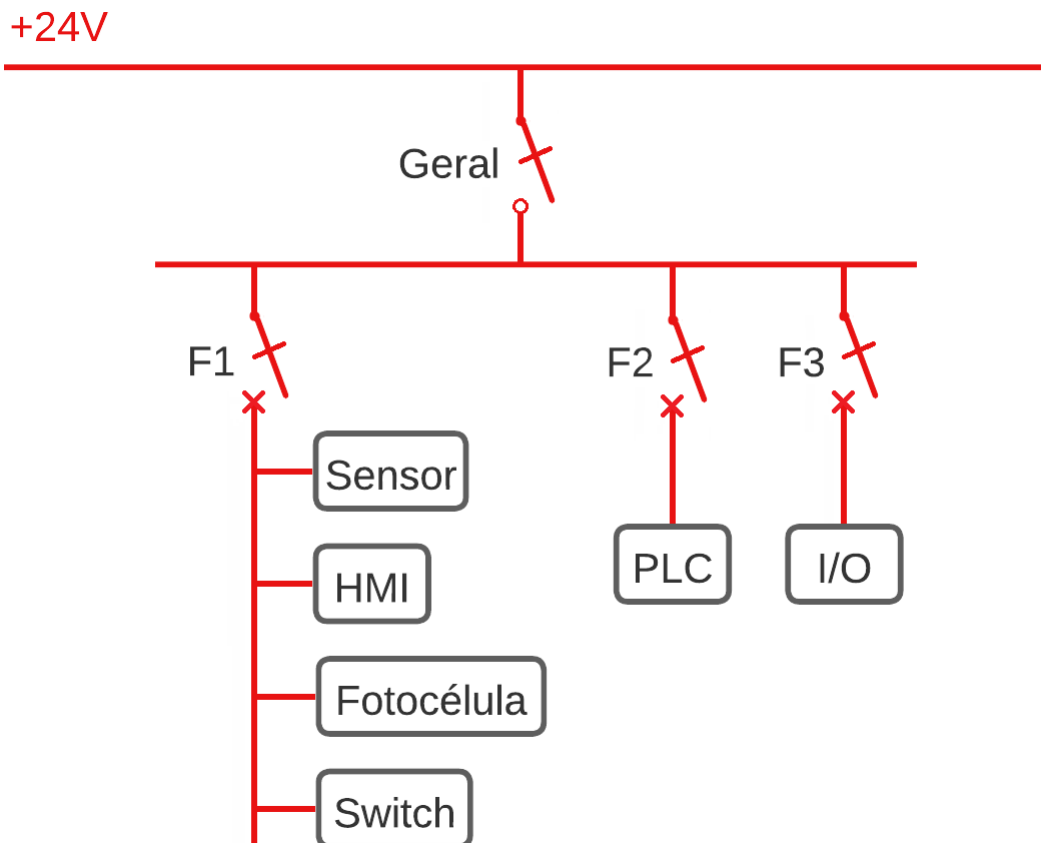 +24V
Geral
F1
F2
F3
Sensor
HMI
PLC
I/O
Fotocélula
Switch